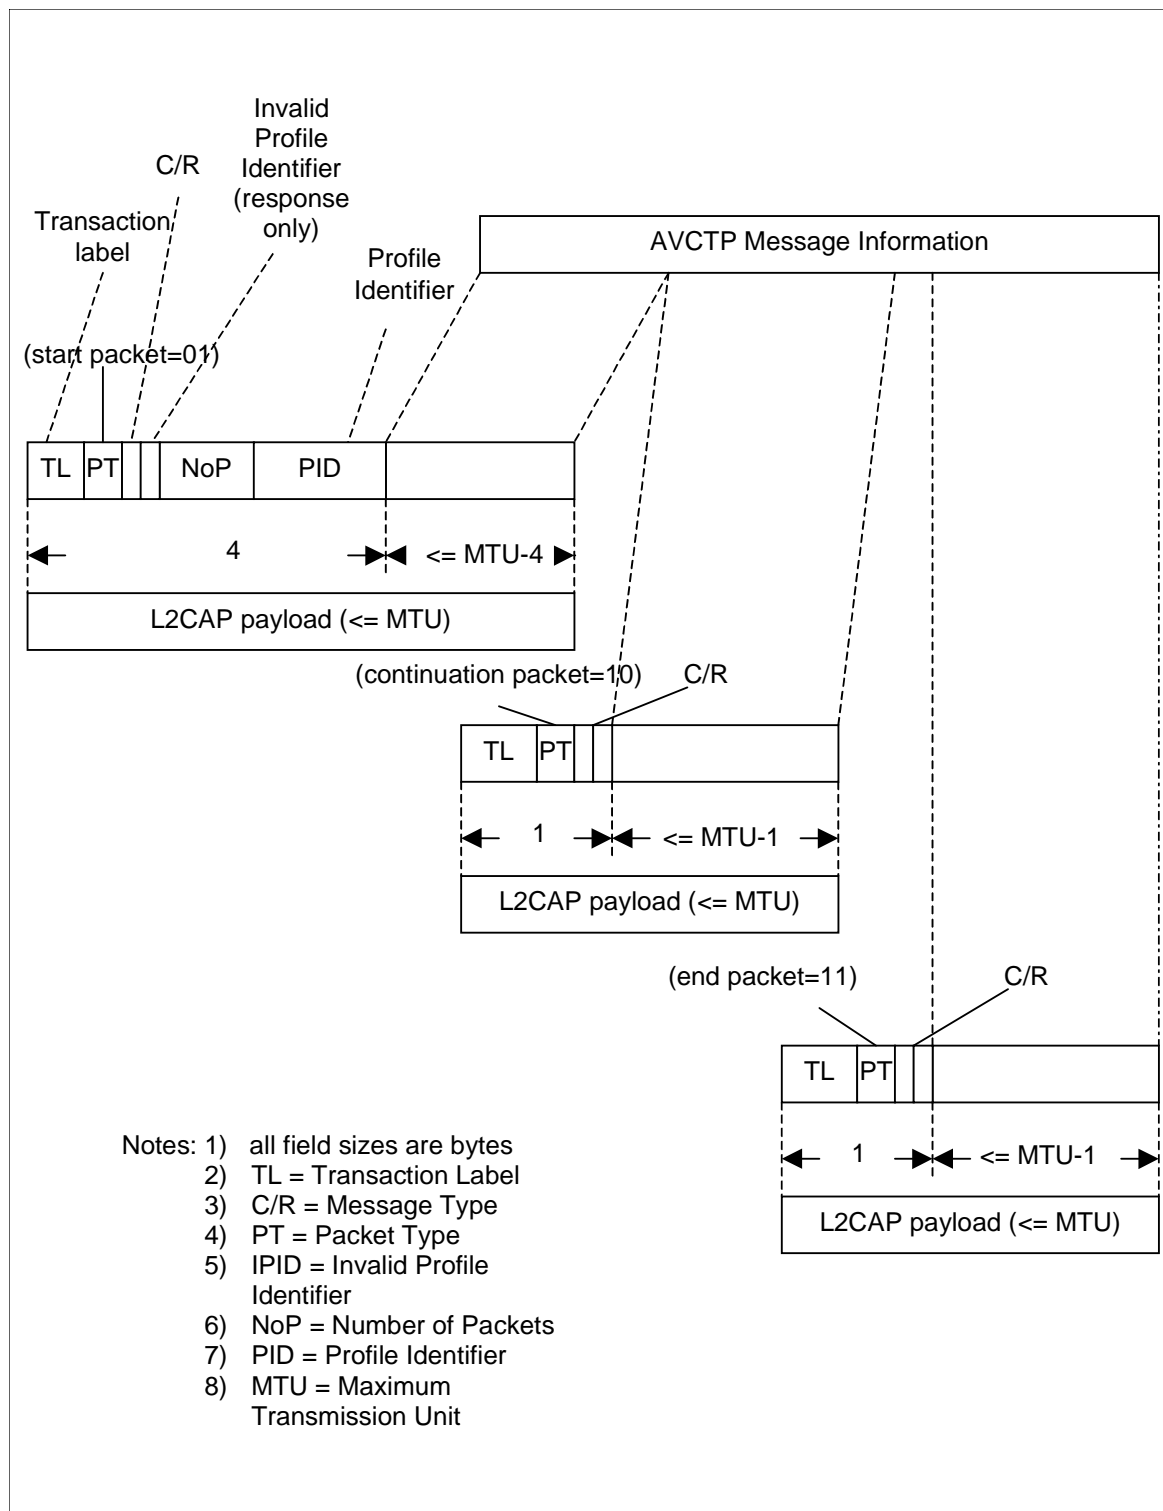 Invalid
Profile
Identifier
(response
only)
C/R
Transaction
label
Profile
Identifier
AVCTP Message Information
(start packet=01)
TL PT NoP PID
4 <= MTU-4
L2CAP payload (<= MTU)
(continuation packet=10) C/R
TL PT
1 <= MTU-1
L2CAP payload (<= MTU)
(end packet=11) C/R
TL PT
1 <= MTU-1
L2CAP payload (<= MTU)
Notes: 1) all field sizes are bytes
2) TL = Transaction Label
3) C/R = Message Type
4) PT = Packet Type
5) IPID = Invalid Profile
Identifier
6) NoP = Number of Packets
7) PID = Profile Identifier
8) MTU = Maximum
Transmission Unit